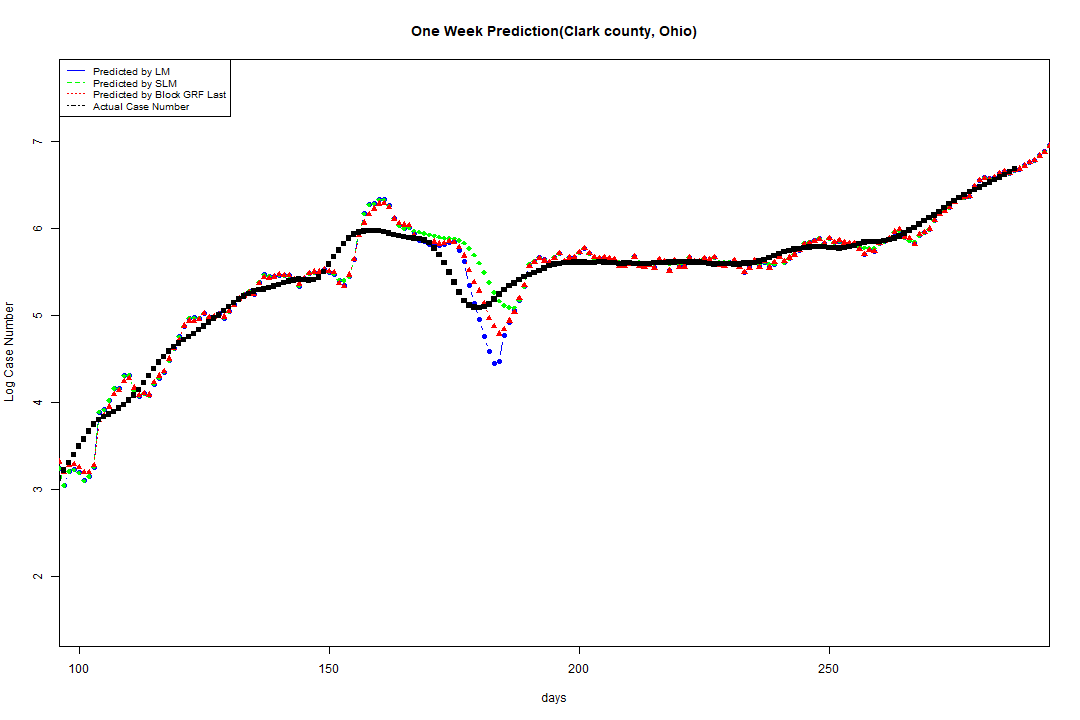 One Week Prediction(Clark county, Ohio)
Predicted by LM
Predicted by SLM
Predicted by Block GRF Last
Actual Case Number
7
6
5
4
3
2
Log Case Number
100 150 200 250
days